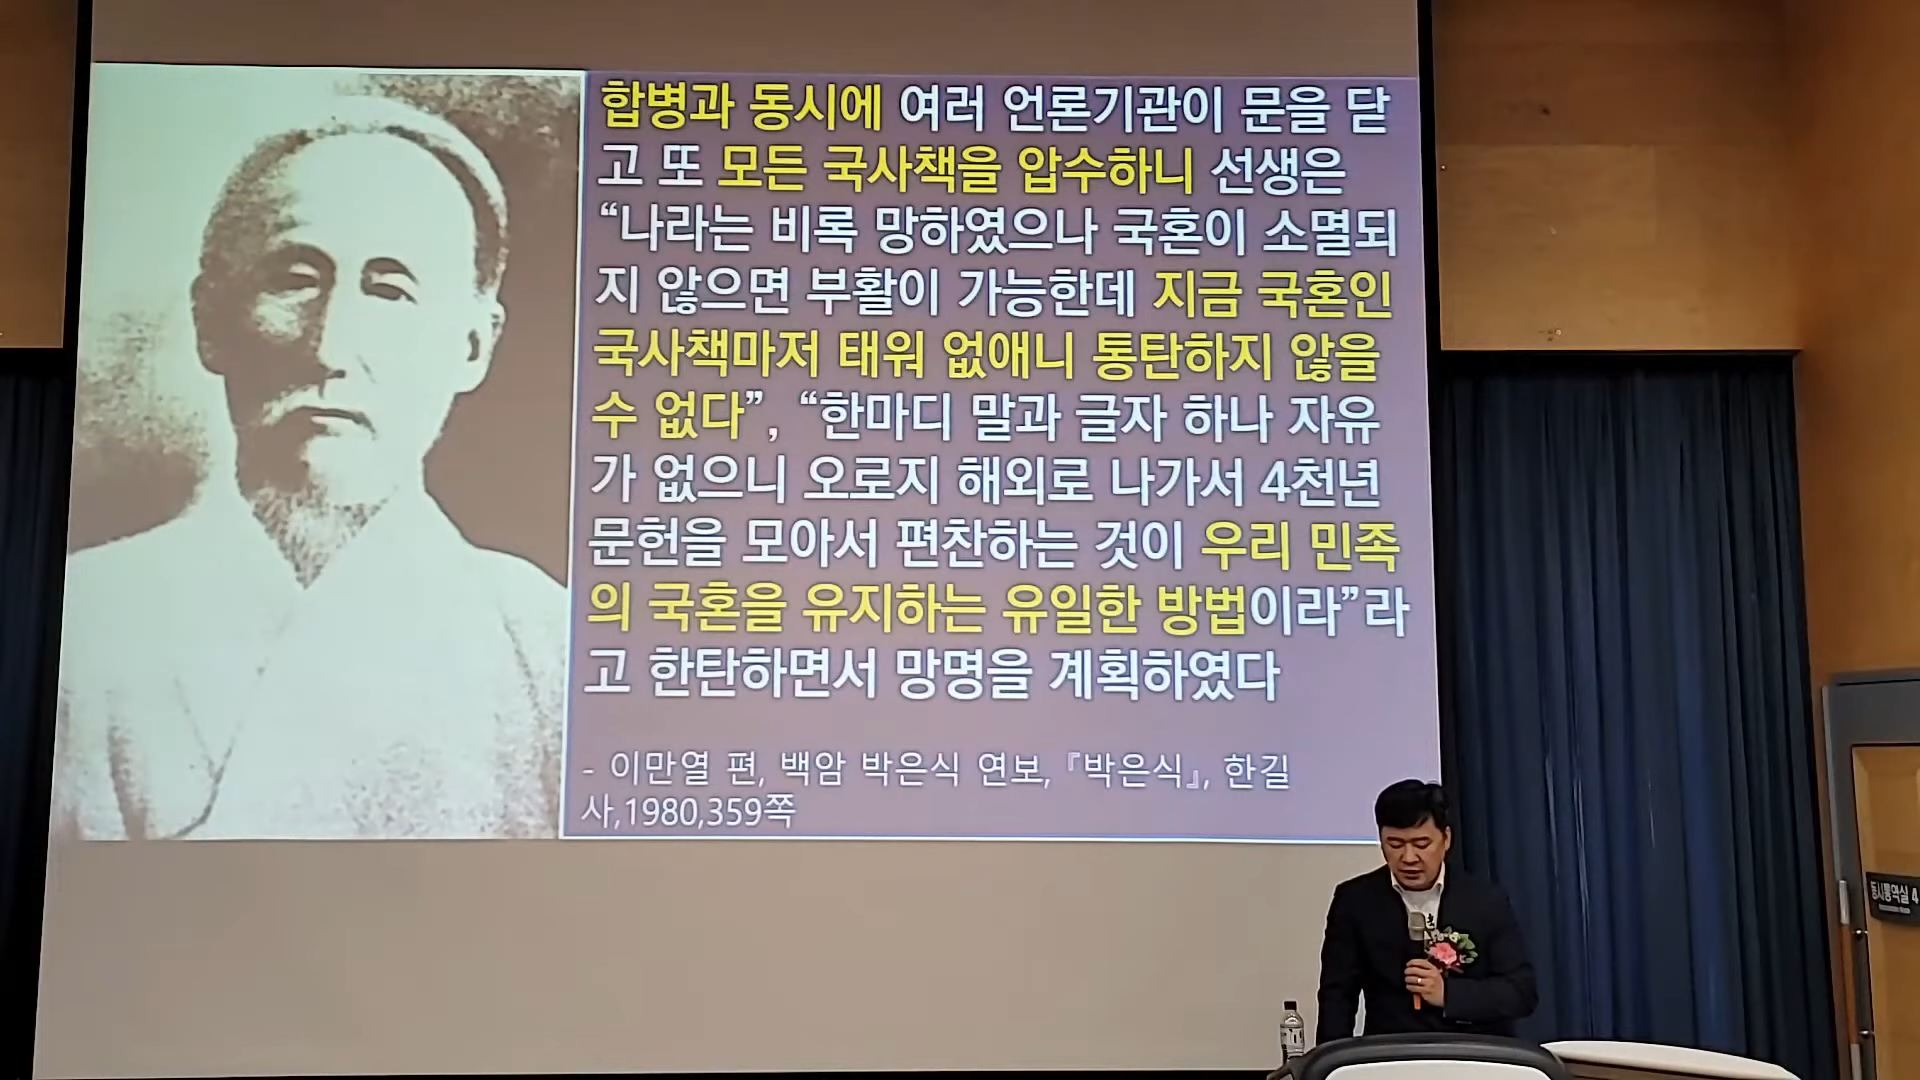 합병과 동시에 여러 언론기관이 문을 닫
고 또 모든 국사책을 압수하니 선생은
“나라는 비록 망하였으나 국혼이 소멸되
지 않으면 부활이 가능한데 지금 국혼인
국사책마저 태워 없애니 통탄하지 않을
수 없다”, “한마디 말과 글자 하나 자유
가 없으니 오로지 해외로 나가서 4천년
문헌을 모아서 편찬하는 것이 우리 민족
의 국혼을 유지하는 유일한 방법이라”라
고 한탄하면서 망명을 계획하였다
- 이만열 편, 백암 박은식 연보, 『박은식』, 한길
사,1980,359쪽
동시통역실 4